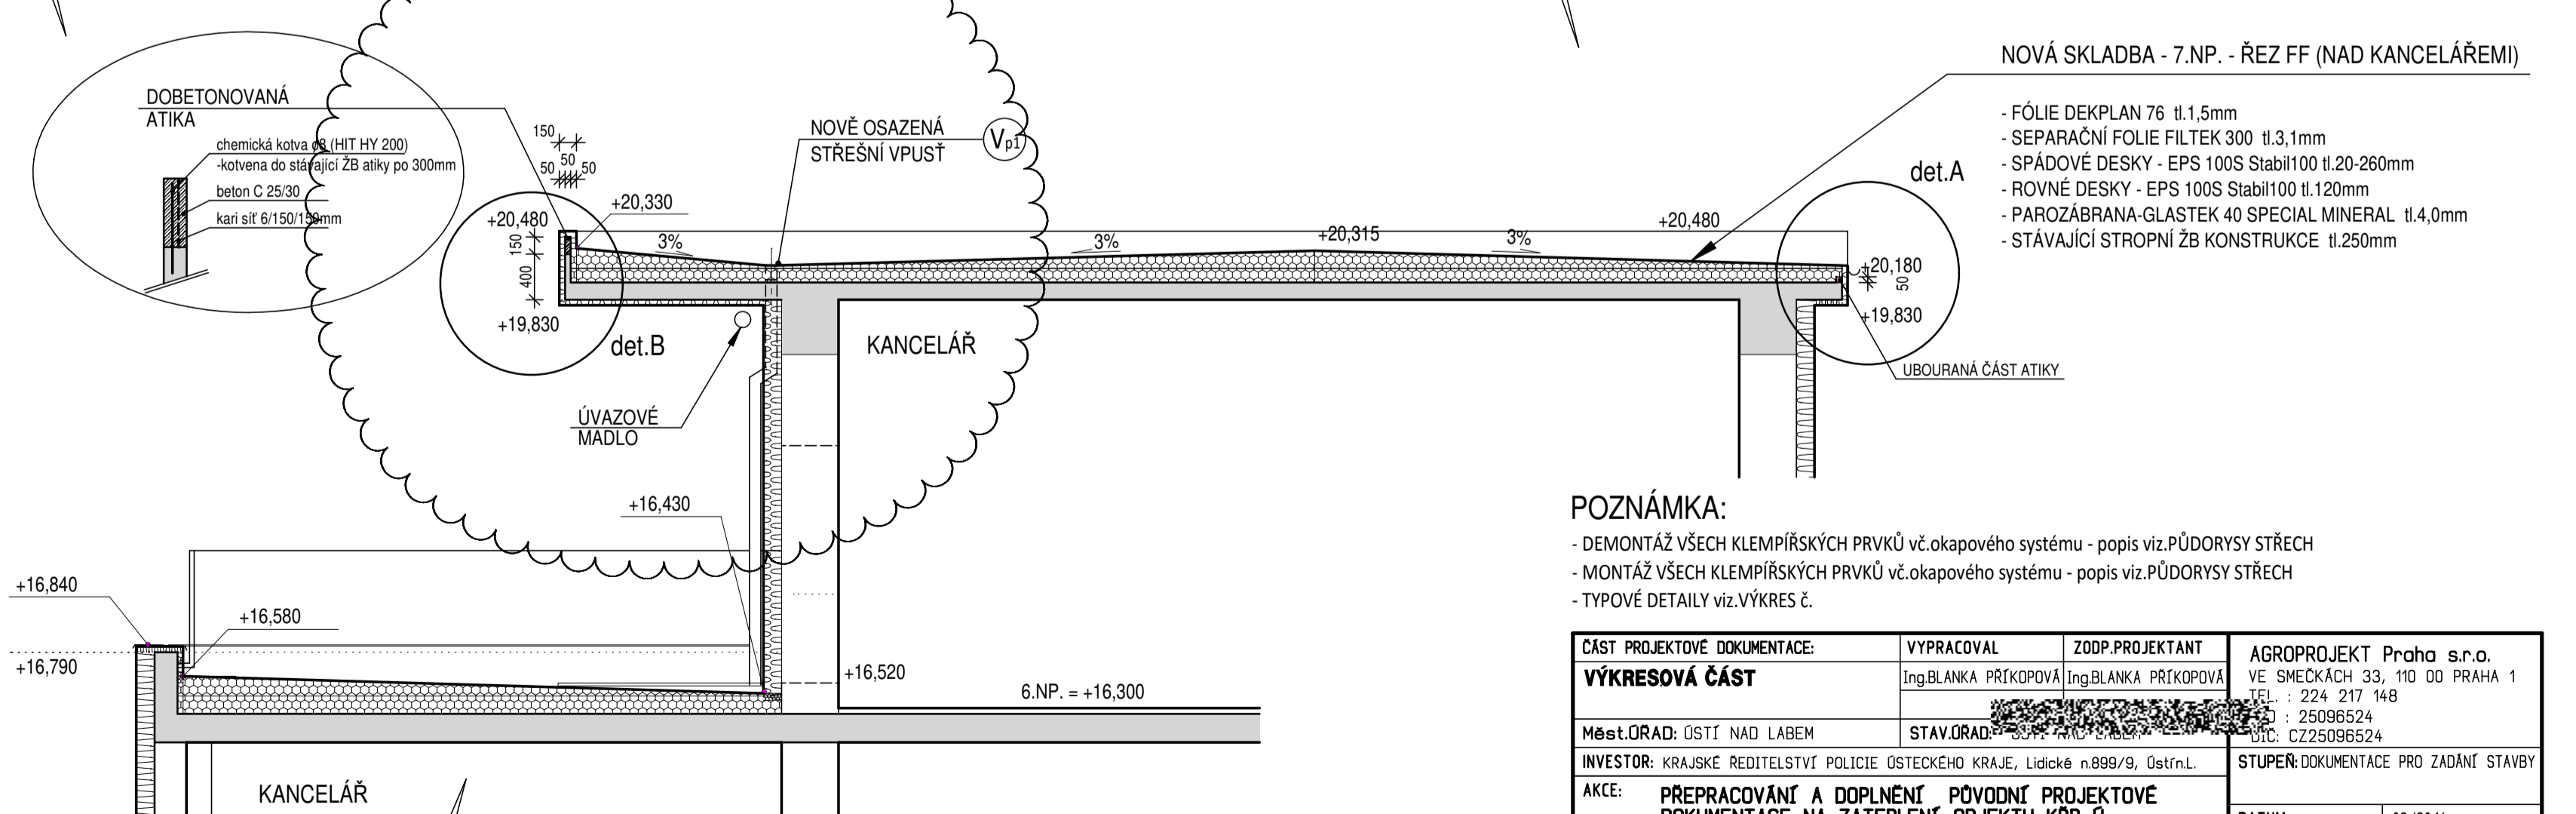 NOVÁ SKLADBA - 7.NP. - ŘEZ FF (NAD KANCELÁŘEMI)
- FÓLIE DEKPLAN 76 tl.1,5mm
- SEPARAČNÍ FOLIE FILTEK 300 tl.3,1mm
- SPÁDOVÉ DESKY - EPS 100S Stabil100 tl.20-260mm
- ROVNÉ DESKY - EPS 100S Stabil100 tl.120mm
- PAROZÁBRANA-GLASTEK 40 SPECIAL MINERAL tl.4,0mm
- STÁVAJÍCÍ STROPNÍ ŽB KONSTRUKCE tl.250mm
DOBETONOVANÁ
ATIKA
chemická kotva ø8 (HIT HY 200)
-kotvena do stávající ŽB atiky po 300mm
beton C 25/30
kari síť 6/150/150mm
150
50
50 50
NOVĚ OSAZENÁ
STŘEŠNÍ VPUSŤ
Vp1
det.A
+20,330
+20,480
150
400
3%
3%
+20,315
3%
+20,480
+20,180
50
+19,830
+19,830
det.B
KANCELÁŘ
UBOURANÁ ČÁST ATIKY
ÚVAZOVÉ
MADLO
+16,430
+16,840
+16,580
+16,790
+16,520
6.NP. = +16,300
KANCELÁŘ
POZNÁMKA:
- DEMONTÁŽ VŠECH KLEMPÍŘSKÝCH PRVKŮ vč.okapového systému - popis viz.PŮDORYSY STŘECH
- MONTÁŽ VŠECH KLEMPÍŘSKÝCH PRVKŮ vč.okapového systému - popis viz.PŮDORYSY STŘECH
- TYPOVÉ DETAILY viz.VÝKRES č.
ČÁST PROJEKTOVÉ DOKUMENTACE:
VÝKRESOVÁ ČÁST
VYPRACOVAL
ZODP.PROJEKTANT
Ing.BLANKA PŘÍKOPOVÁ
Ing.BLANKA PŘÍKOPOVÁ
AGROPROJEKT Praha s.r.o.
VE SMEČKÁCH 33, 110 00 PRAHA 1
TEL. : 224 217 148
: 25096524
DIČ: CZ25096524
Měst.ÚŘAD: ÚSTÍ NAD LABEM
STAV.ÚŘAD:
INVESTOR: KRAJSKÉ ŘEDITELSTVÍ POLICIE ÚSTECKÉHO KRAJE, Lidické n.899/9, Ústín.L.
STUPEŇ: DOKUMENTACE PRO ZADÁNÍ STAVBY
AKCE: PŘEPRACOVÁNÍ A DOPLNĚNÍ PŮVODNÍ PROJEKTOVÉ